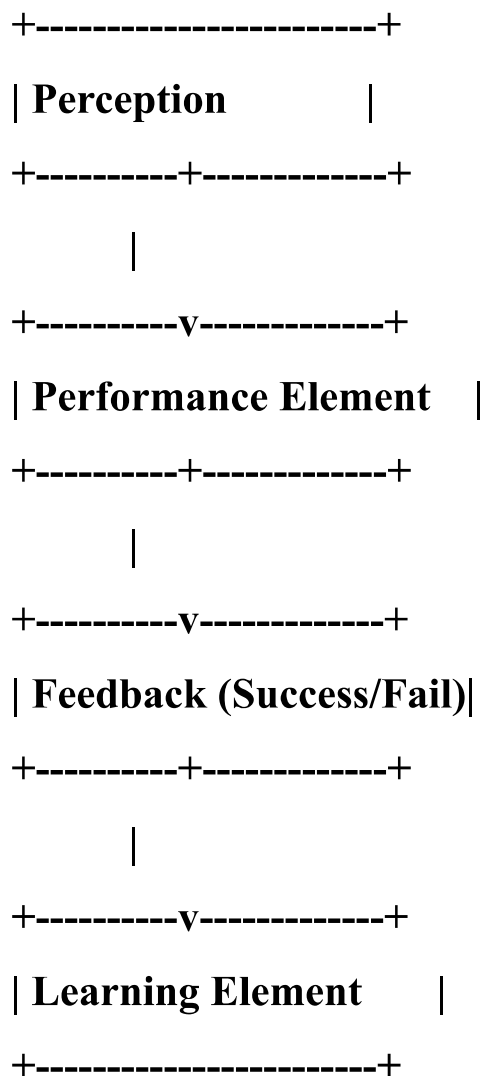 +-----------------------+
| Perception |
+----------+-------------+
|
+----------v-------------+
| Performance Element |
+----------+-------------+
|
+----------v-------------+
| Feedback (Success/Fail)|
+----------+-------------+
|
+----------v-------------+
| Learning Element |
+-----------------------+